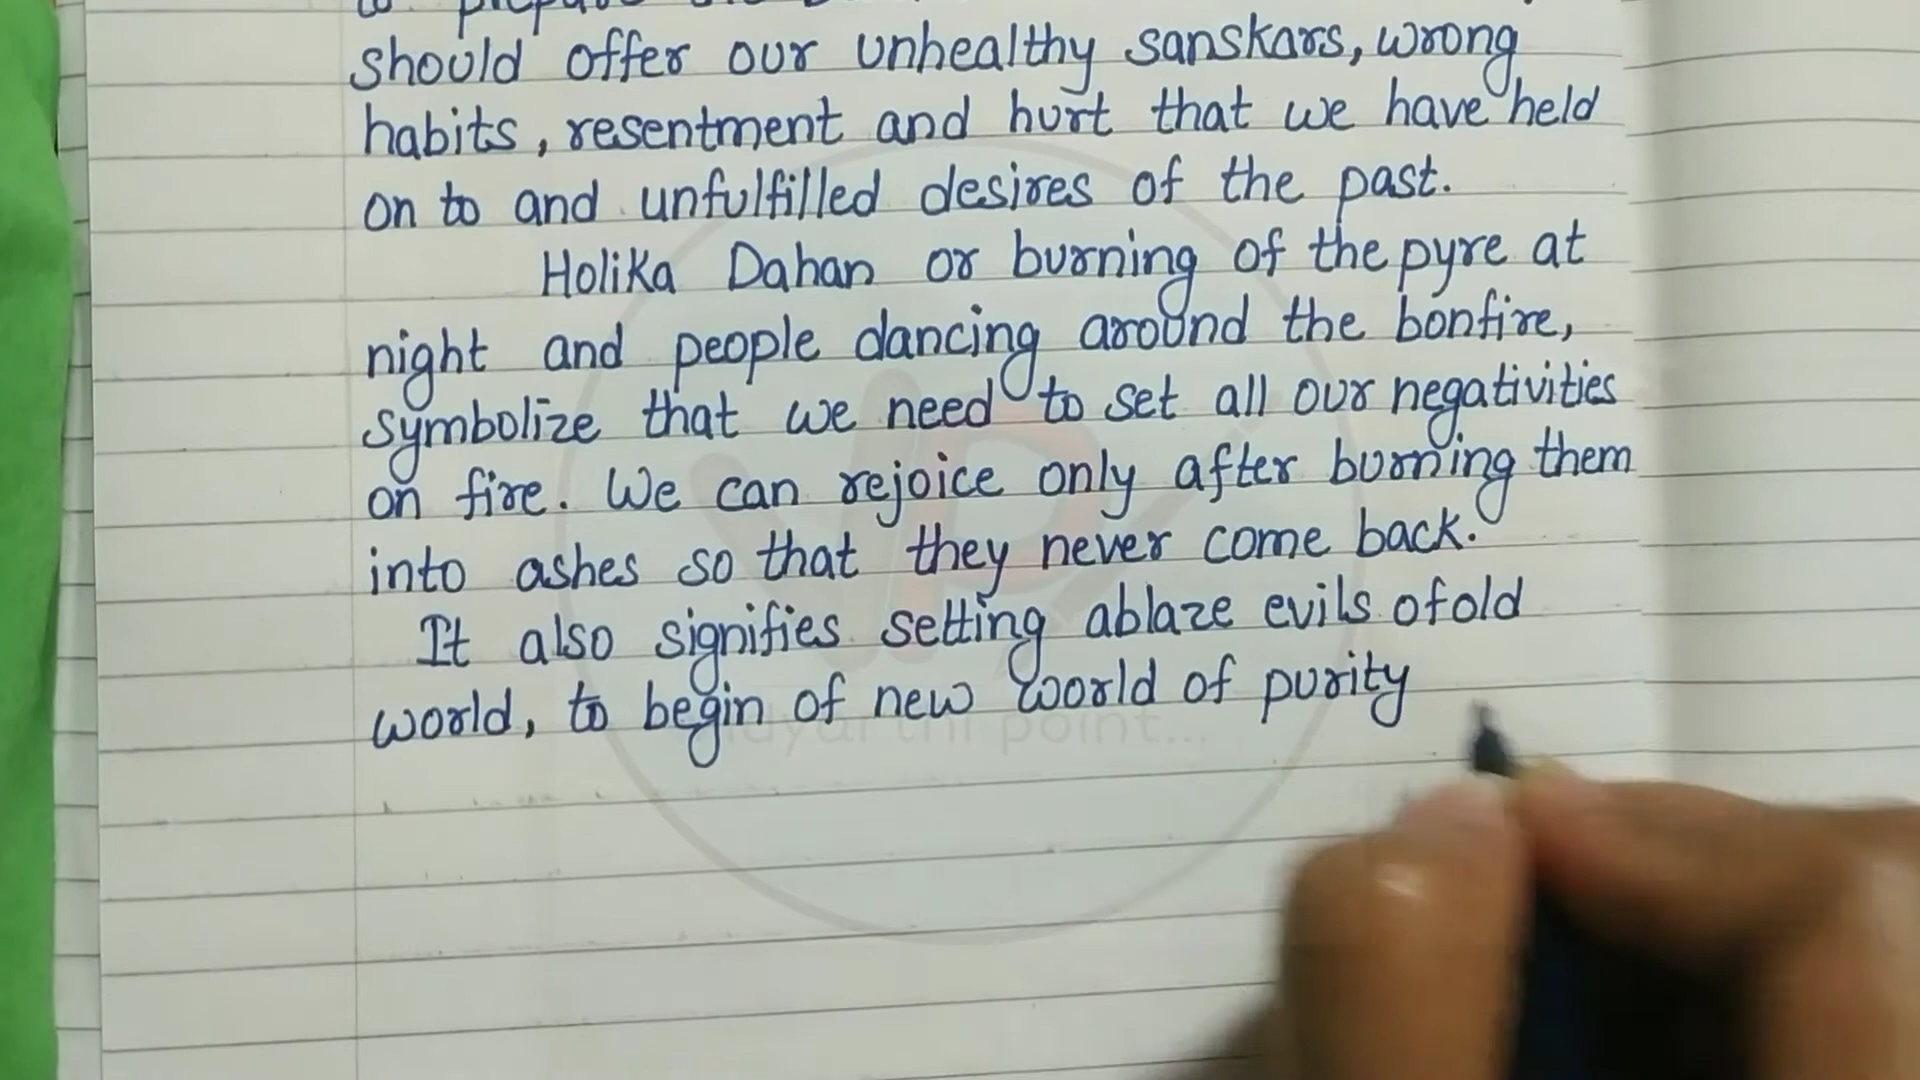 to prepare
should offer our unhealthy sanskars, wrong
habits, resentment and hurt that we have held
on to and unfulfilled desires of the past.
Holika Dahan or burning of the pyre at
night and people dancing around the bonfire,
symbolize that we need to set all our negativities
on fire. We can rejoice only after burning them
into ashes so that they never come back.
It also signifies setting ablaze evils of old
world, to begin of new world of purity
Vidyarthi point...